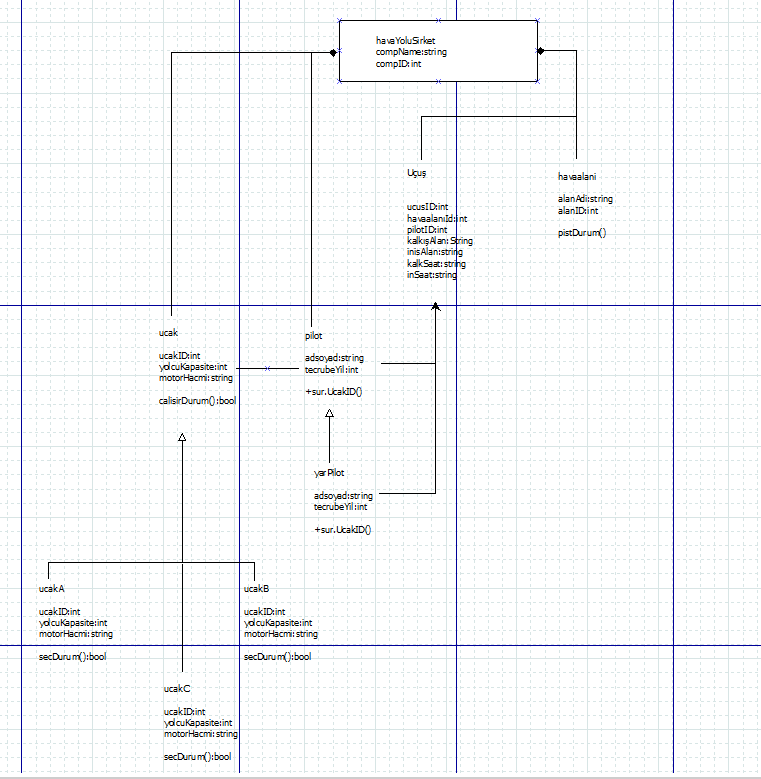 havaYoluSirket
compName:string
compID:int
Uçuş
ucusID:int
havaalanıId:int
pilotID:int
kalkışAlan:String
inisAlan:string
kalkSaat:string
inSaat:string
havaalani
alanAdi:string
alanID:int
pistDurum()
ucak
ucakID:int
yolcuKapasite:int
motorHacmi:string
calisirDurum():bool
pilot
adsoyad:string
tecrubeYil:int
+sur.UcakID()
yarPilot
adsoyad:string
tecrubeYil:int
+sur.UcakID()
ucakA
ucakID:int
yolcuKapasite:int
motorHacmi:string
secDurum():bool
ucakB
ucakID:int
yolcuKapasite:int
motorHacmi:string
secDurum():bool
ucakC
ucakID:int
yolcuKapasite:int
motorHacmi:string
secDurum():bool